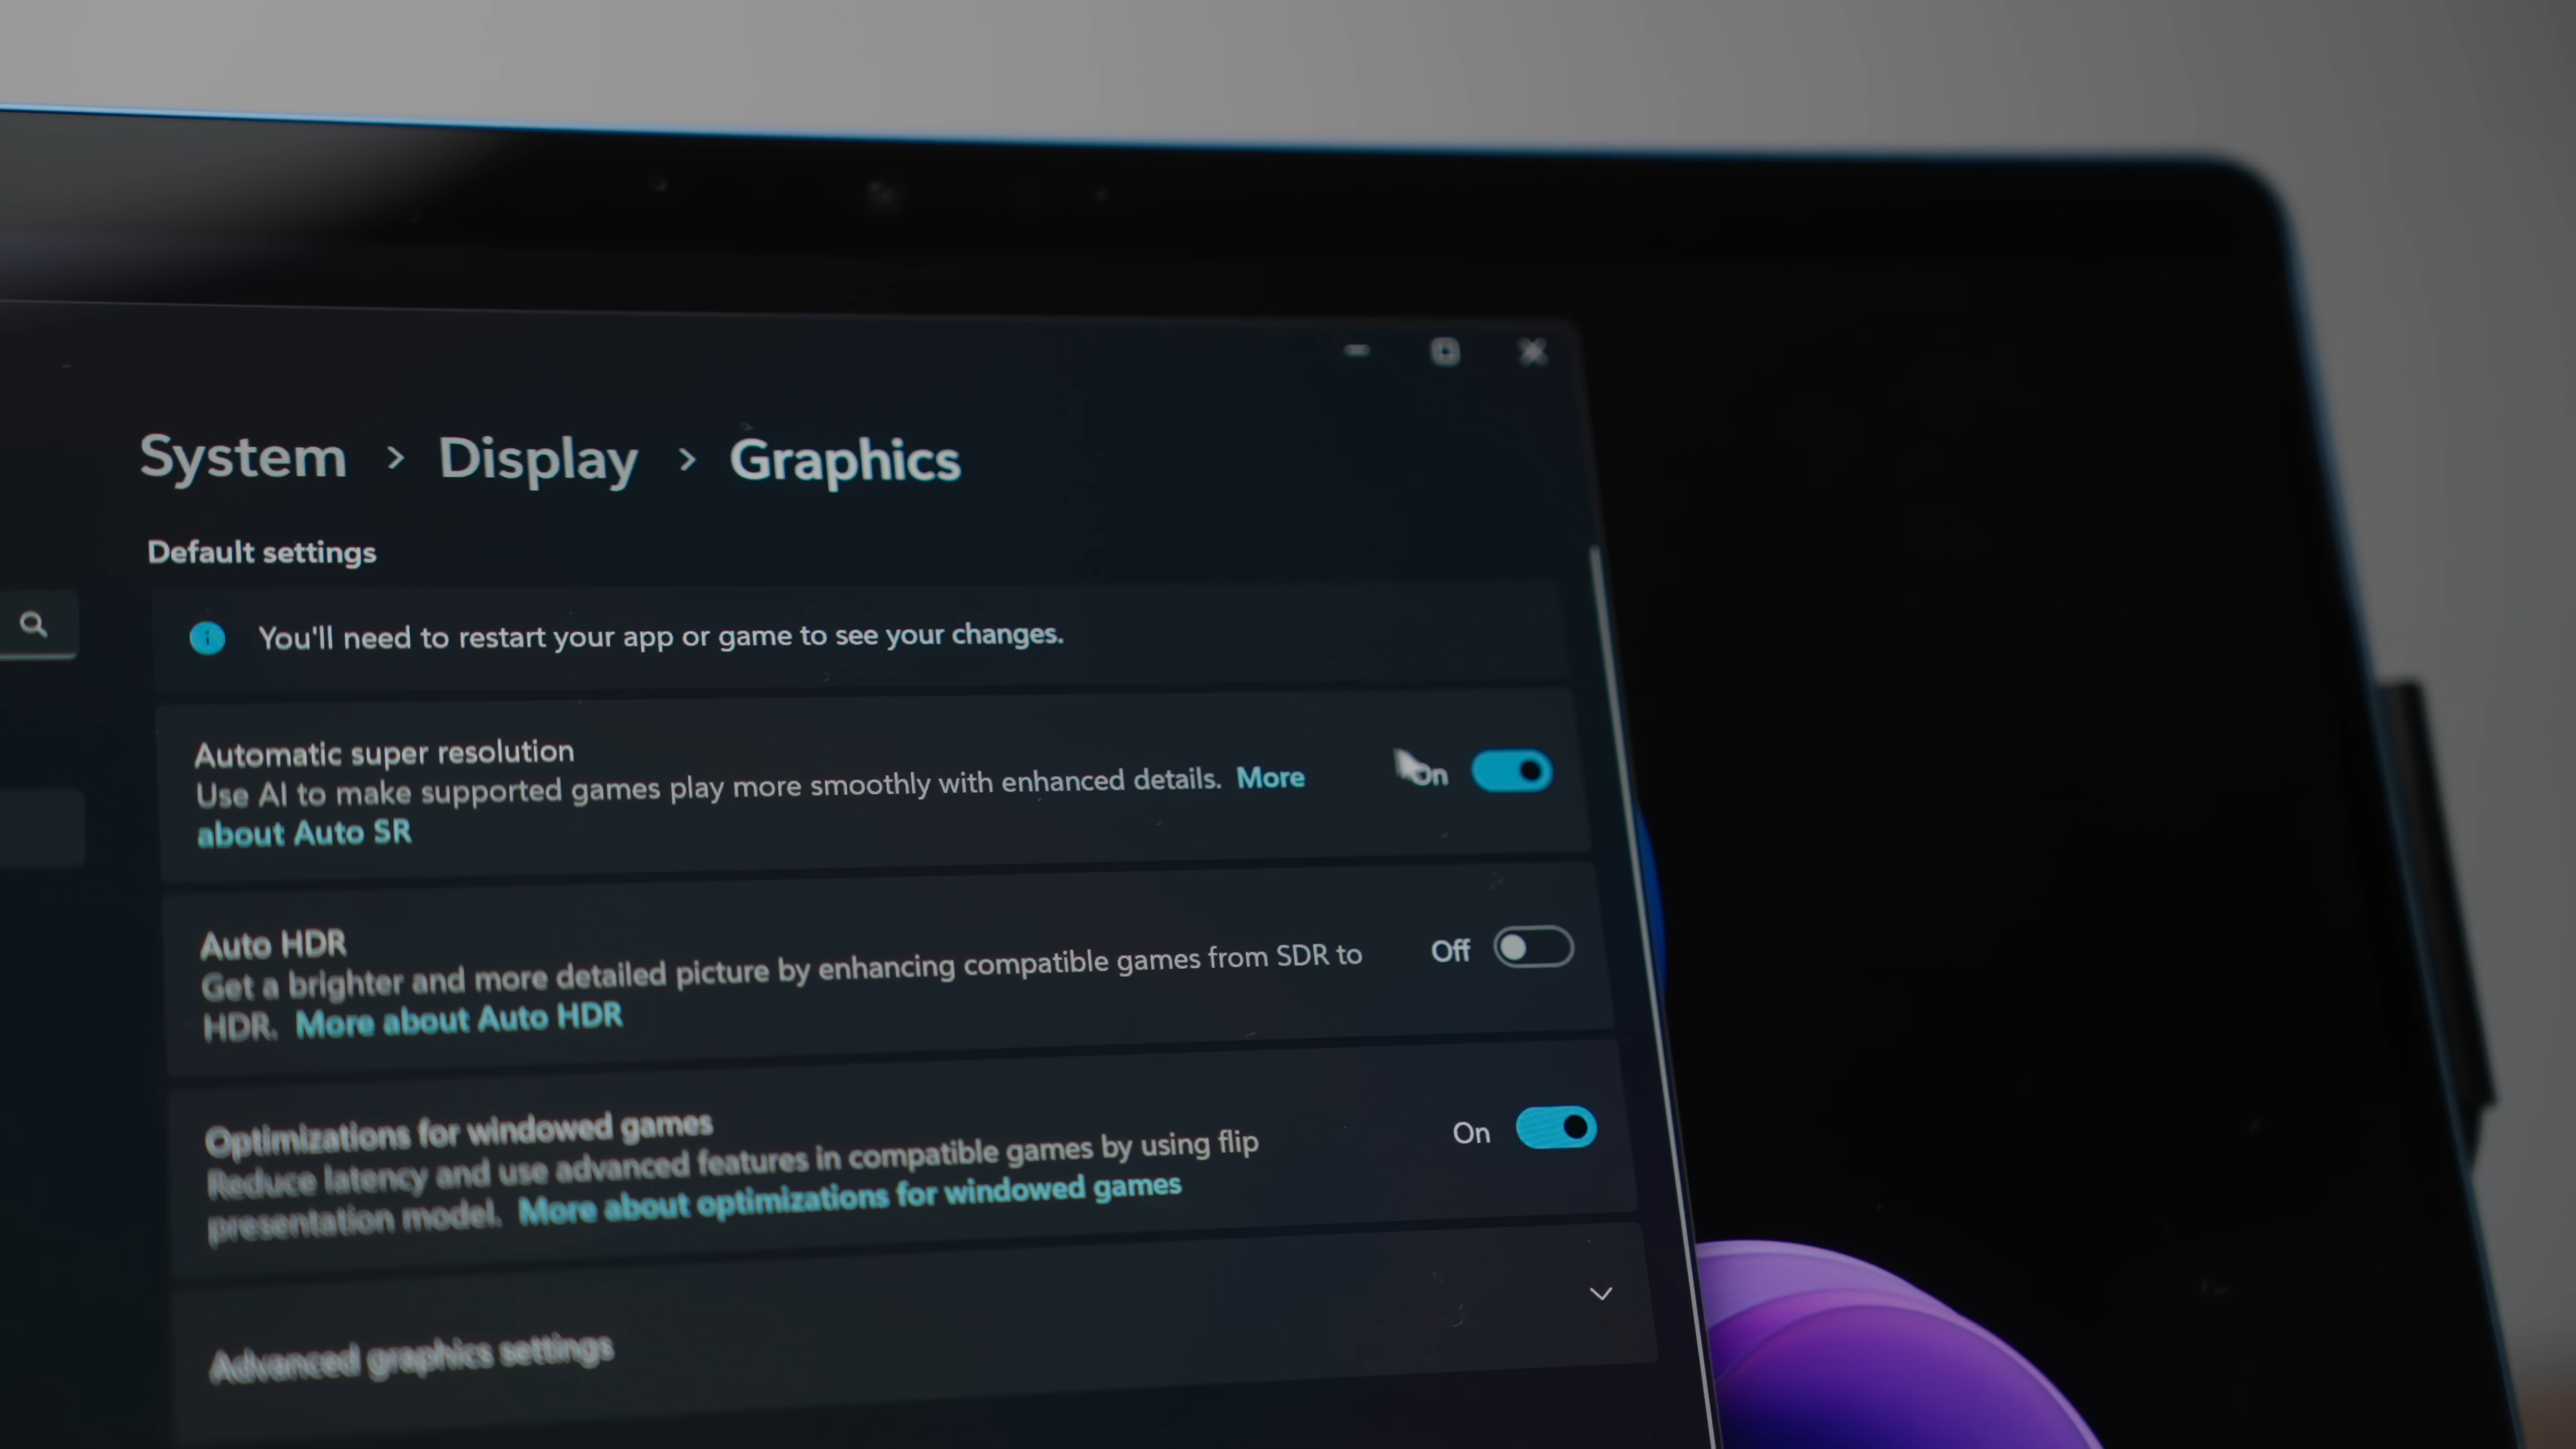 System > Display > Graphics
Default settings
You'll need to restart your app or game to see your changes.
Automatic super resolution
Use AI to make supported games play more smoothly with enhanced details. More
about Auto SR
On
Auto HDR
Get a brighter and more detailed picture by enhancing compatible games from SDR to
HDR. More about Auto HDR
Off
Optimizations for windowed games
Reduce latency and use advanced features in compatible games by using flip
presentation model. More about optimizations for windowed games
On
Advanced graphics settings